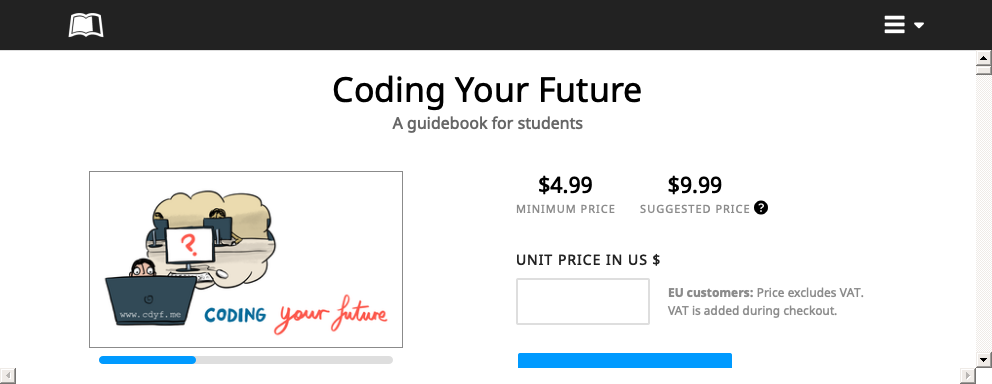 Coding Your Future
A guidebook for students
$4.99
MINIMUM PRICE
$9.99
SUGGESTED PRICE ?
UNIT PRICE IN US $
EU customers: Price excludes VAT.
VAT is added during checkout.
?
www.cdyf.me
CODING your future